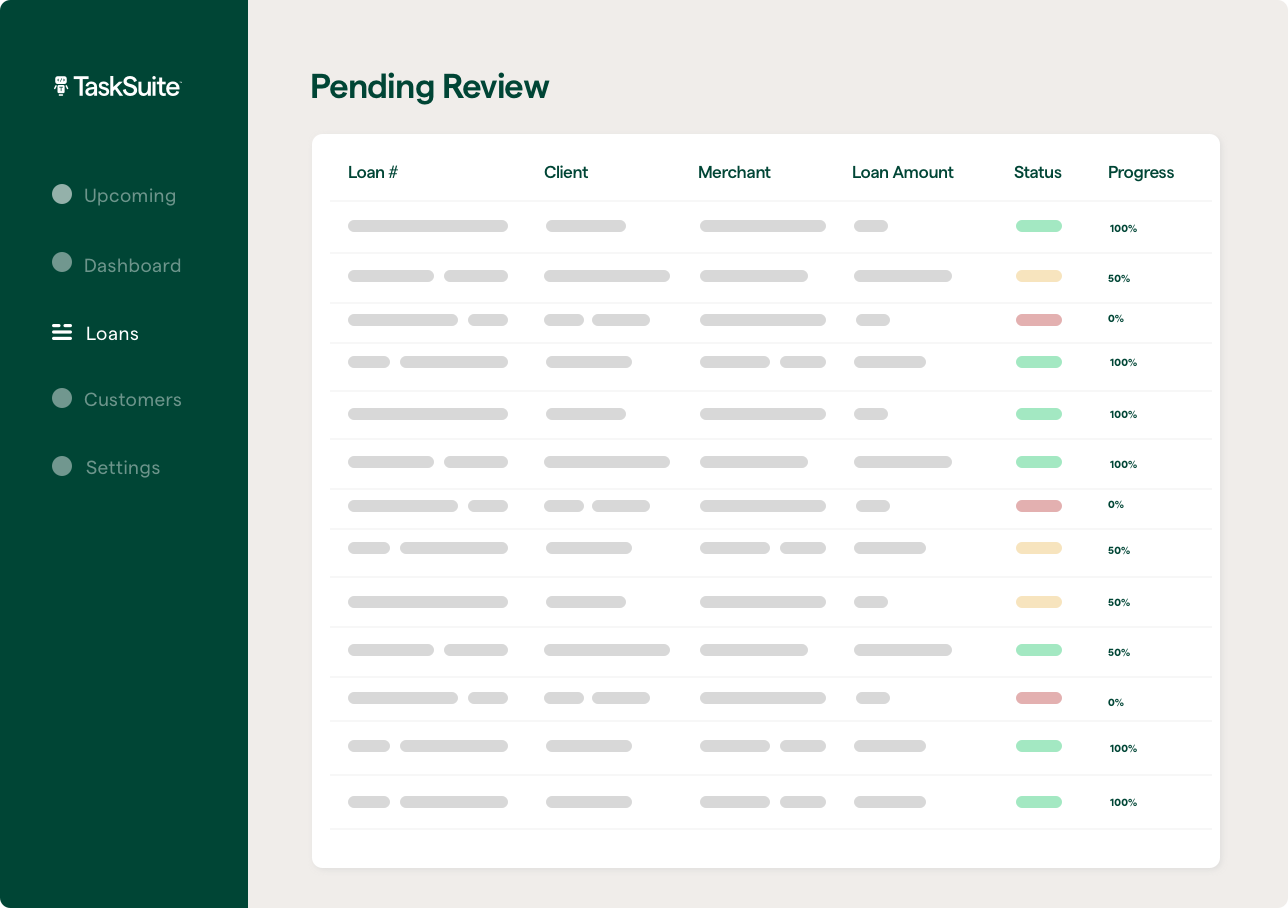 TaskSuite
Upcoming
Dashboard
Loans
Customers
Settings
Pending Review
Loan # Client Merchant Loan Amount Status Progress
100%
50%
0%
100%
100%
100%
0%
50%
50%
50%
0%
100%
100%